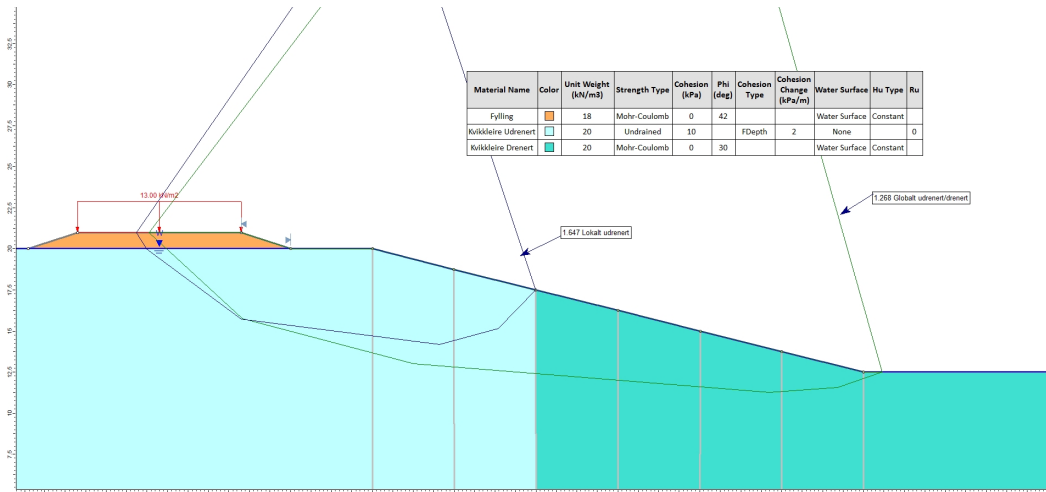 Material Name Color Unit Weight (kN/m3) Strength Type Cohesion (kPa) Phi (deg) Cohesion Type Cohesion Change (kPa/m) Water Surface Hu Type Ru
Fylling 18 Mohr-Coulomb 0 42 Water Surface Constant
Kvikkleire Udrenert 20 Undrained 10 FDepth 2 None 0
Kvikkleire Drenert 20 Mohr-Coulomb 0 30 Water Surface Constant
13.00 kN/m2
W
1.268 Globalt udrenert/drenert
1.647 Lokalt udrenert
32.5
30
27.5
25
22.5
20
17.5
15
12.5
10
7.5